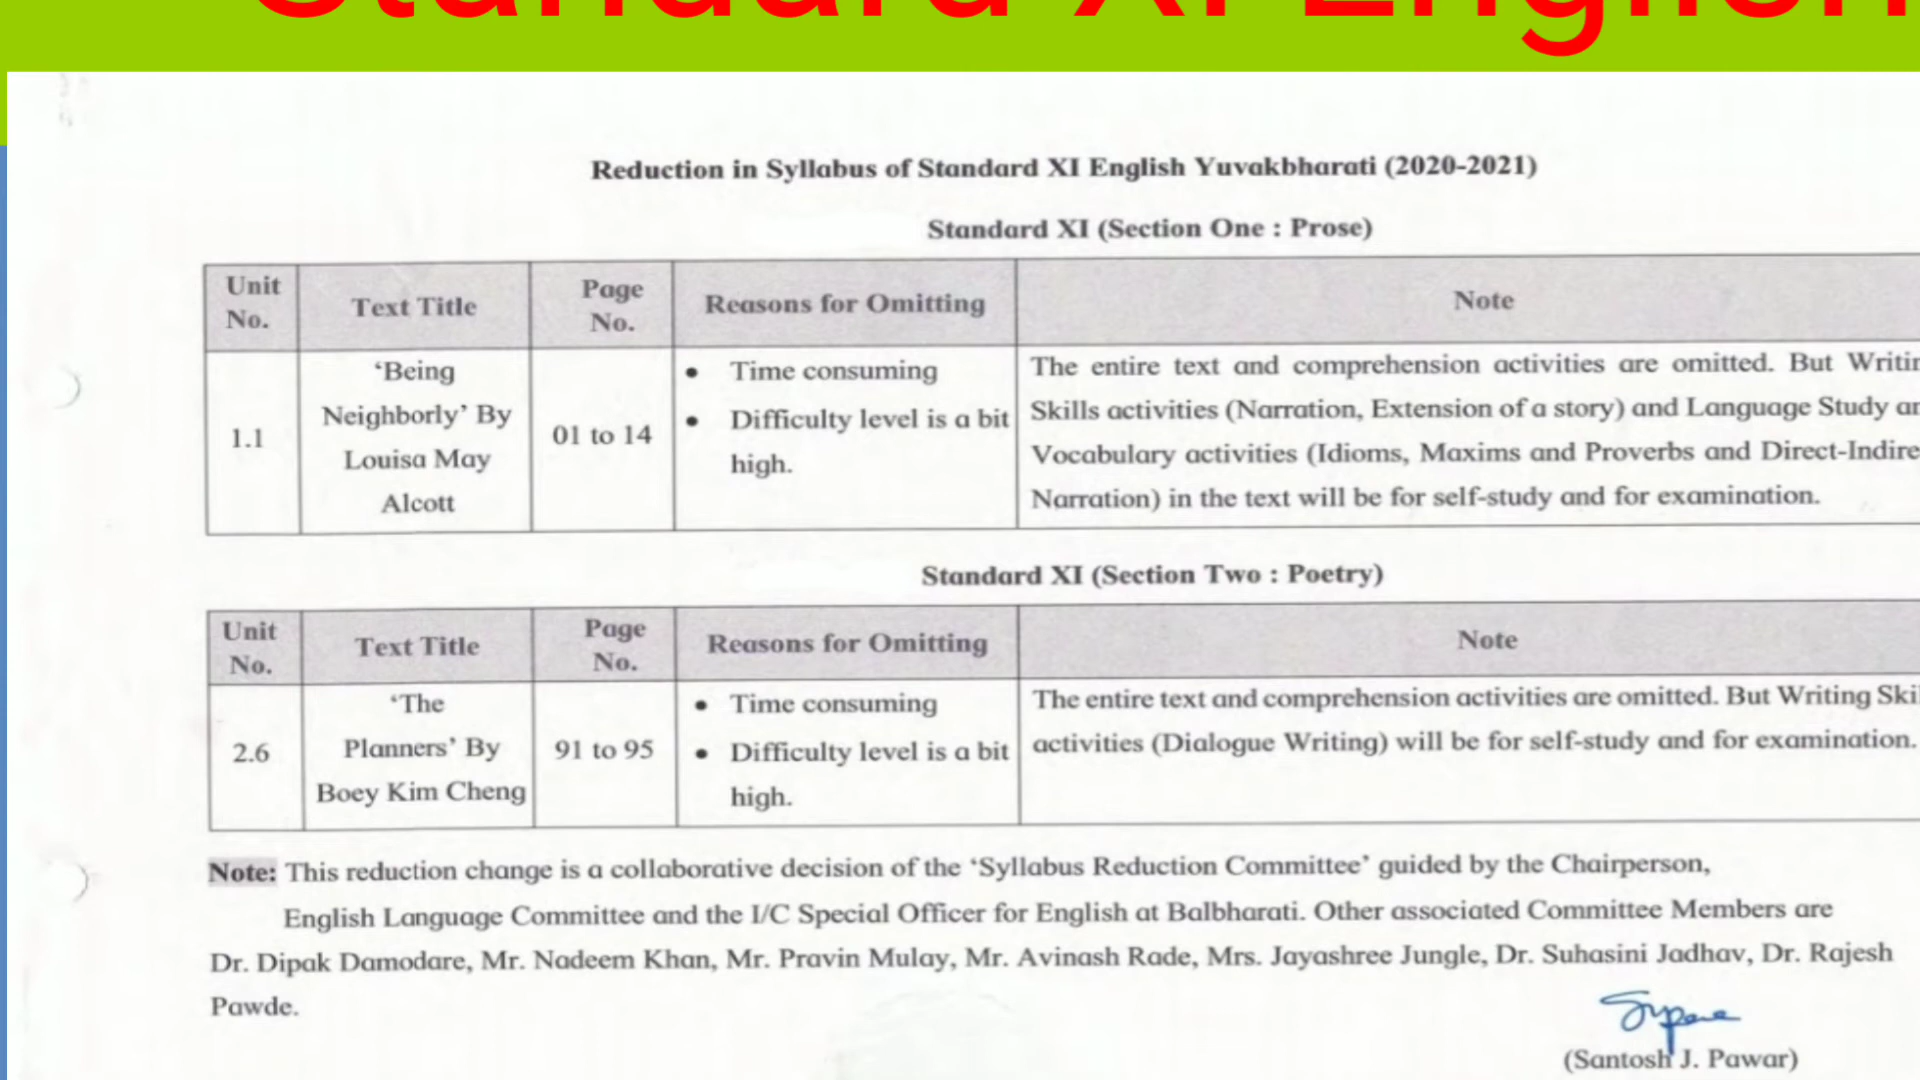 Standard XI English
Reduction in Syllabus of Standard XI English Yuvakbharati (2020-2021)
Standard XI (Section One : Prose)
Unit No. Text Title Page No. Reasons for Omitting Note
1.1
‘Being
Neighborly’ By
Louisa May
Alcott
01 to 14
• Time consuming
• Difficulty level is a bit
high.
The entire text and comprehension activities are omitted. But
Skills activities (Narration, Extension of a story) and Language Study
Vocabulary activities (Idioms, Maxims and Proverbs and
Narration) in the text will be for self-study and for examination.
Standard XI (Section Two : Poetry)
Unit No. Text Title Page No. Reasons for Omitting Note
2.6
‘The
Planners’ By
Boey Kim Cheng
91 to 95
• Time consuming
• Difficulty level is a bit
high.
The entire text and comprehension activities are omitted. But Writing
activities (Dialogue Writing) will be for self-study and for examination.
Note: This reduction change is a collaborative decision of the ‘Syllabus Reduction Committee’ guided by the Chairperson,
English Language Committee and the I/C Special Officer for English at Balbharati. Other associated Committee Members are
Dr. Dipak Damodare, Mr. Nadeem Khan, Mr. Pravin Mulay, Mr. Avinash Rade, Mrs. Jayashree Jungle, Dr. Suhasini Jadhav, Dr. Rajesh
Pawde.
(Santosh J. Pawar)